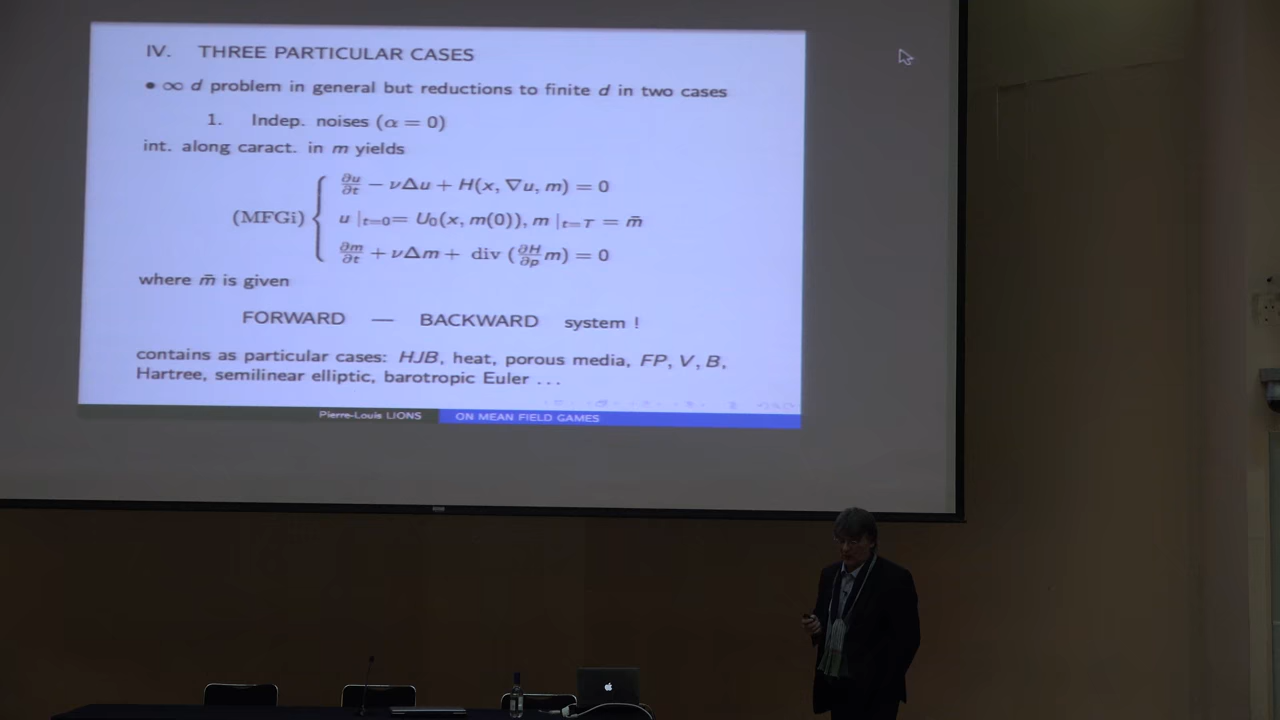 IV. THREE PARTICULAR CASES
• ∞ d problem in general but reductions to finite d in two cases
1. Indep. noises (α = 0)
int. along caract. in m yields
∂u/∂t − νΔu + H(x, ∇u, m) = 0
(MFGi) { u |t=0= U₀(x, m(0)), m |t=T = m̄
∂m/∂t + νΔm + div (∂H/∂p m) = 0
where m̄ is given
FORWARD — BACKWARD system !
contains as particular cases: HJB, heat, porous media, FP, V, B,
Hartree, semilinear elliptic, barotropic Euler ...
Pierre-Louis LIONS ON MEAN FIELD GAMES